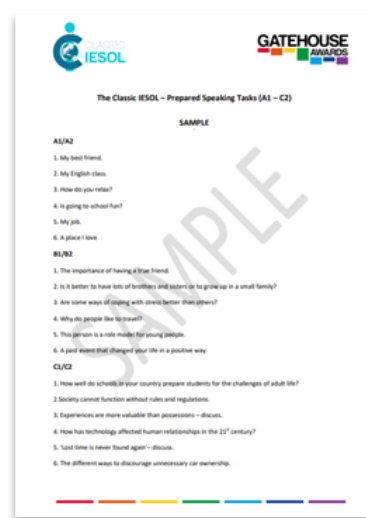 CLASSIC
IESOL
GATEHOUSE
AWARDS
The Classic IESOL – Prepared Speaking Tasks (A1 – C2)
SAMPLE
A1/A2
1. My best friend.
2. My English class.
3. How do you relax?
4. Is going to school fun?
5. My job.
6. A place I love
B1/B2
1. The importance of having a true friend.
2. Is it better to have lots of brothers and sisters or to grow up in a small family?
3. Are some ways of coping with stress better than others?
4. Why do people like to travel?
5. This person is a role model for young people.
6. A past event that changed your life in a positive way.
C1/C2
1. How well do schools in your country prepare students for the challenges of adult life?
2.Society cannot function without rules and regulations.
3. Experiences are more valuable than possessions – discuss.
4. How has technology affected human relationships in the 21st century?
5. 'Lost time is never found again'– discuss.
6. The different ways to discourage unnecessary car ownership.
SAMPLE